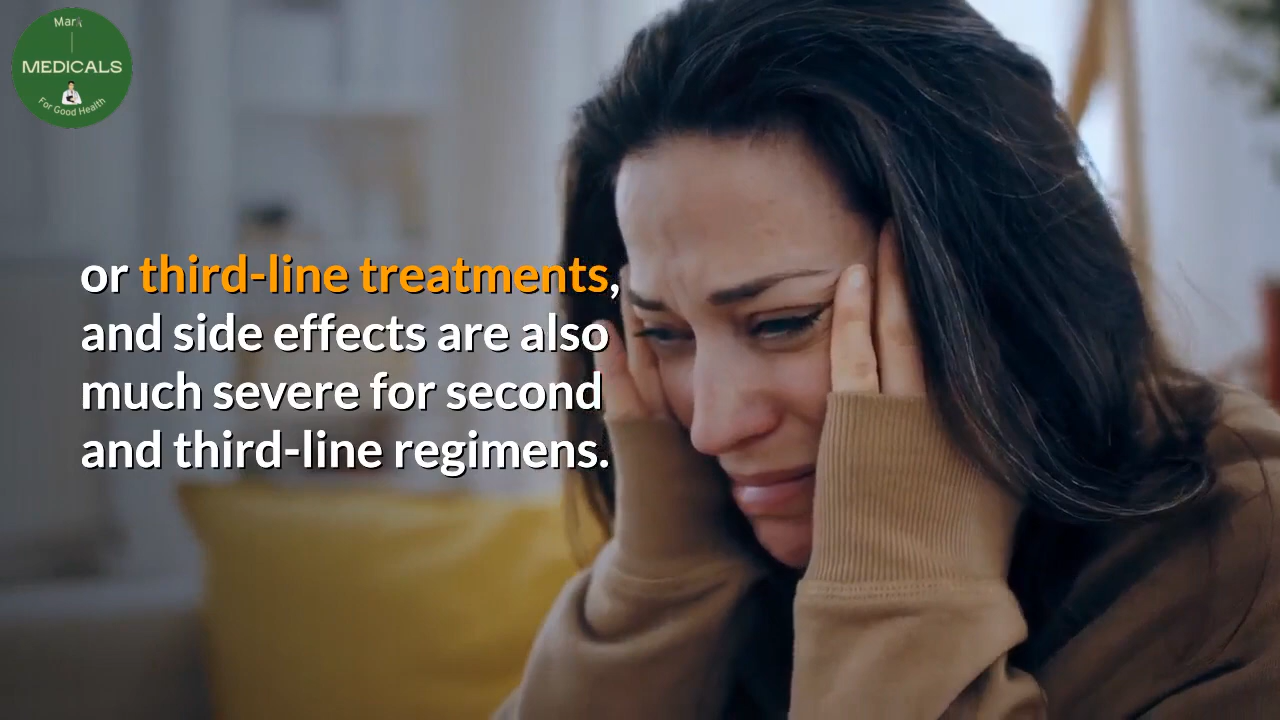 Mark
MEDICALS
For Good Health
or third-line treatments,
and side effects are also
much severe for second
and third-line regimens.